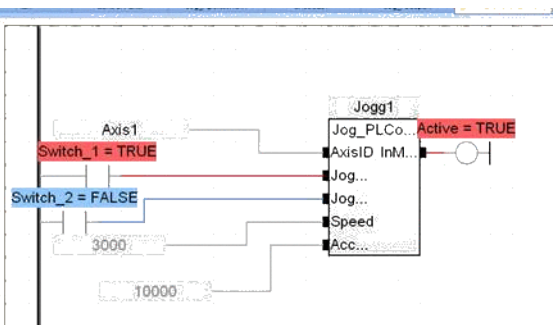 Jogg1
Axis1
Jog_PLCo...
Active = TRUE
Switch_1 = TRUE
AxisID InM...
Jog...
Switch_2 = FALSE
Jog...
Speed
3000
Acc...
10000